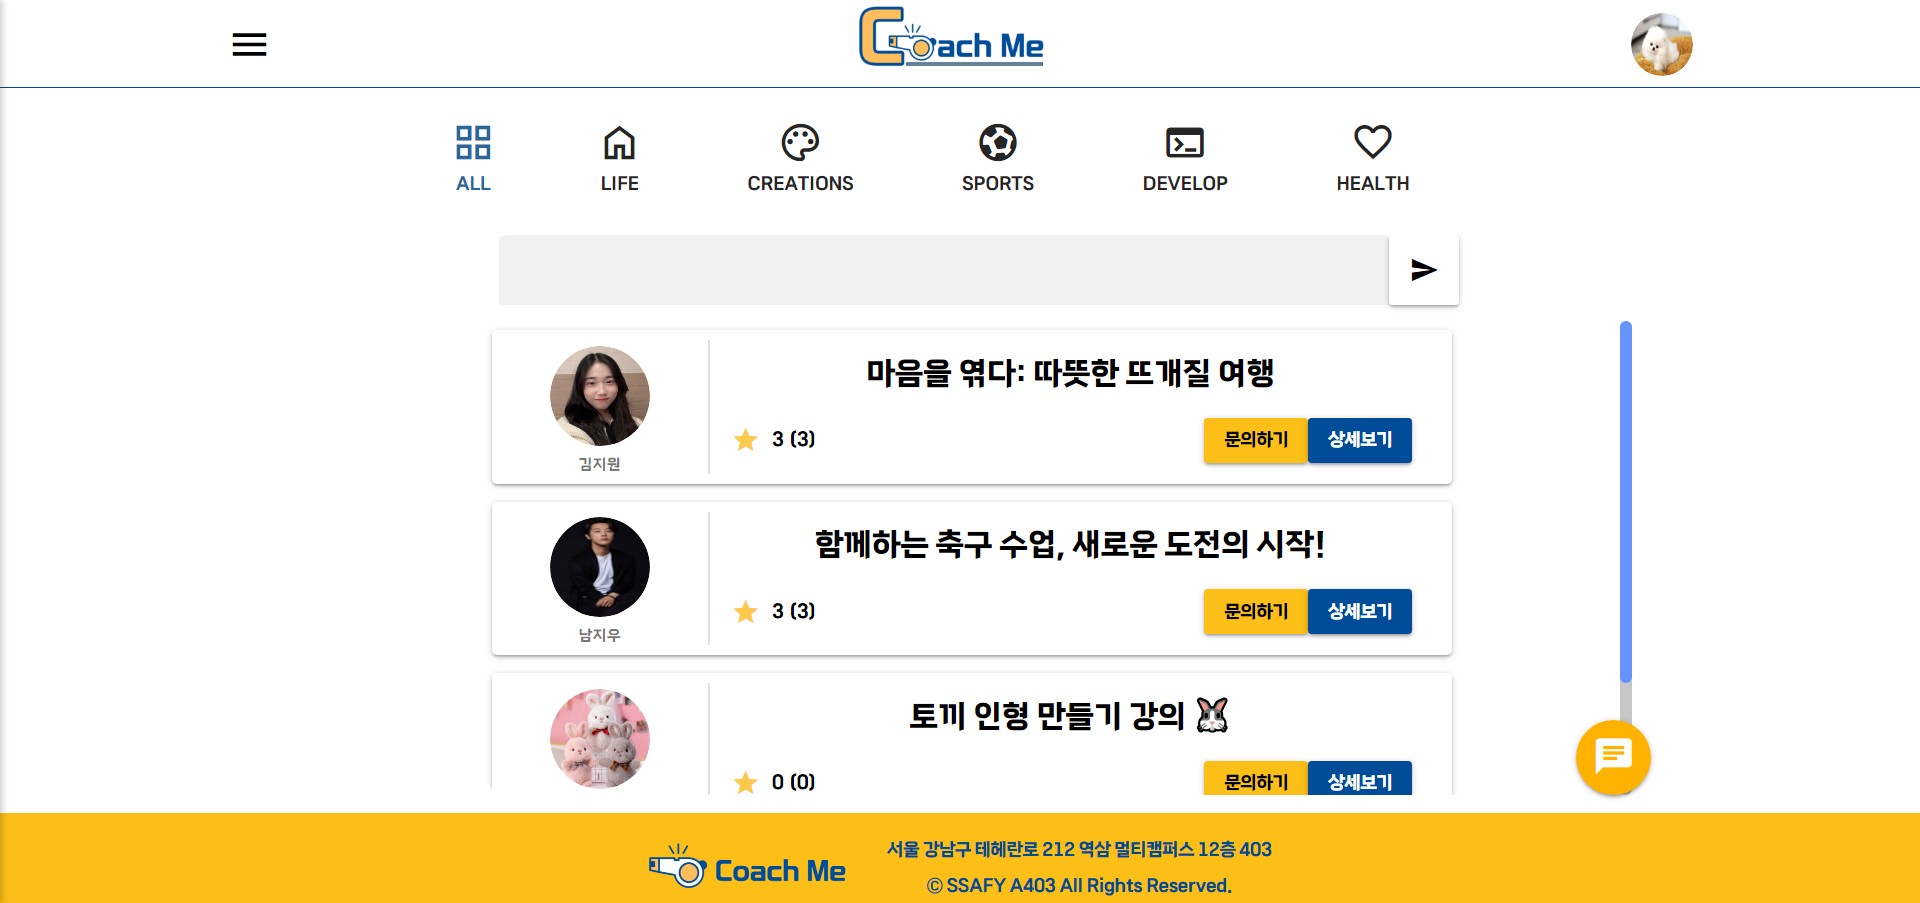 Coach Me
ALL
LIFE
CREATIONS
SPORTS
DEVELOP
HEALTH
마음을 엮다: 따뜻한 뜨개질 여행
3 (3)
문의하기
상세보기
김지원
함께하는 축구 수업, 새로운 도전의 시작!
3 (3)
문의하기
상세보기
남지우
토끼 인형 만들기 강의 🐰
0 (0)
문의하기
상세보기
Coach Me
서울 강남구 테헤란로 212 역삼 멀티캠퍼스 12층 403
© SSAFY A403 All Rights Reserved.